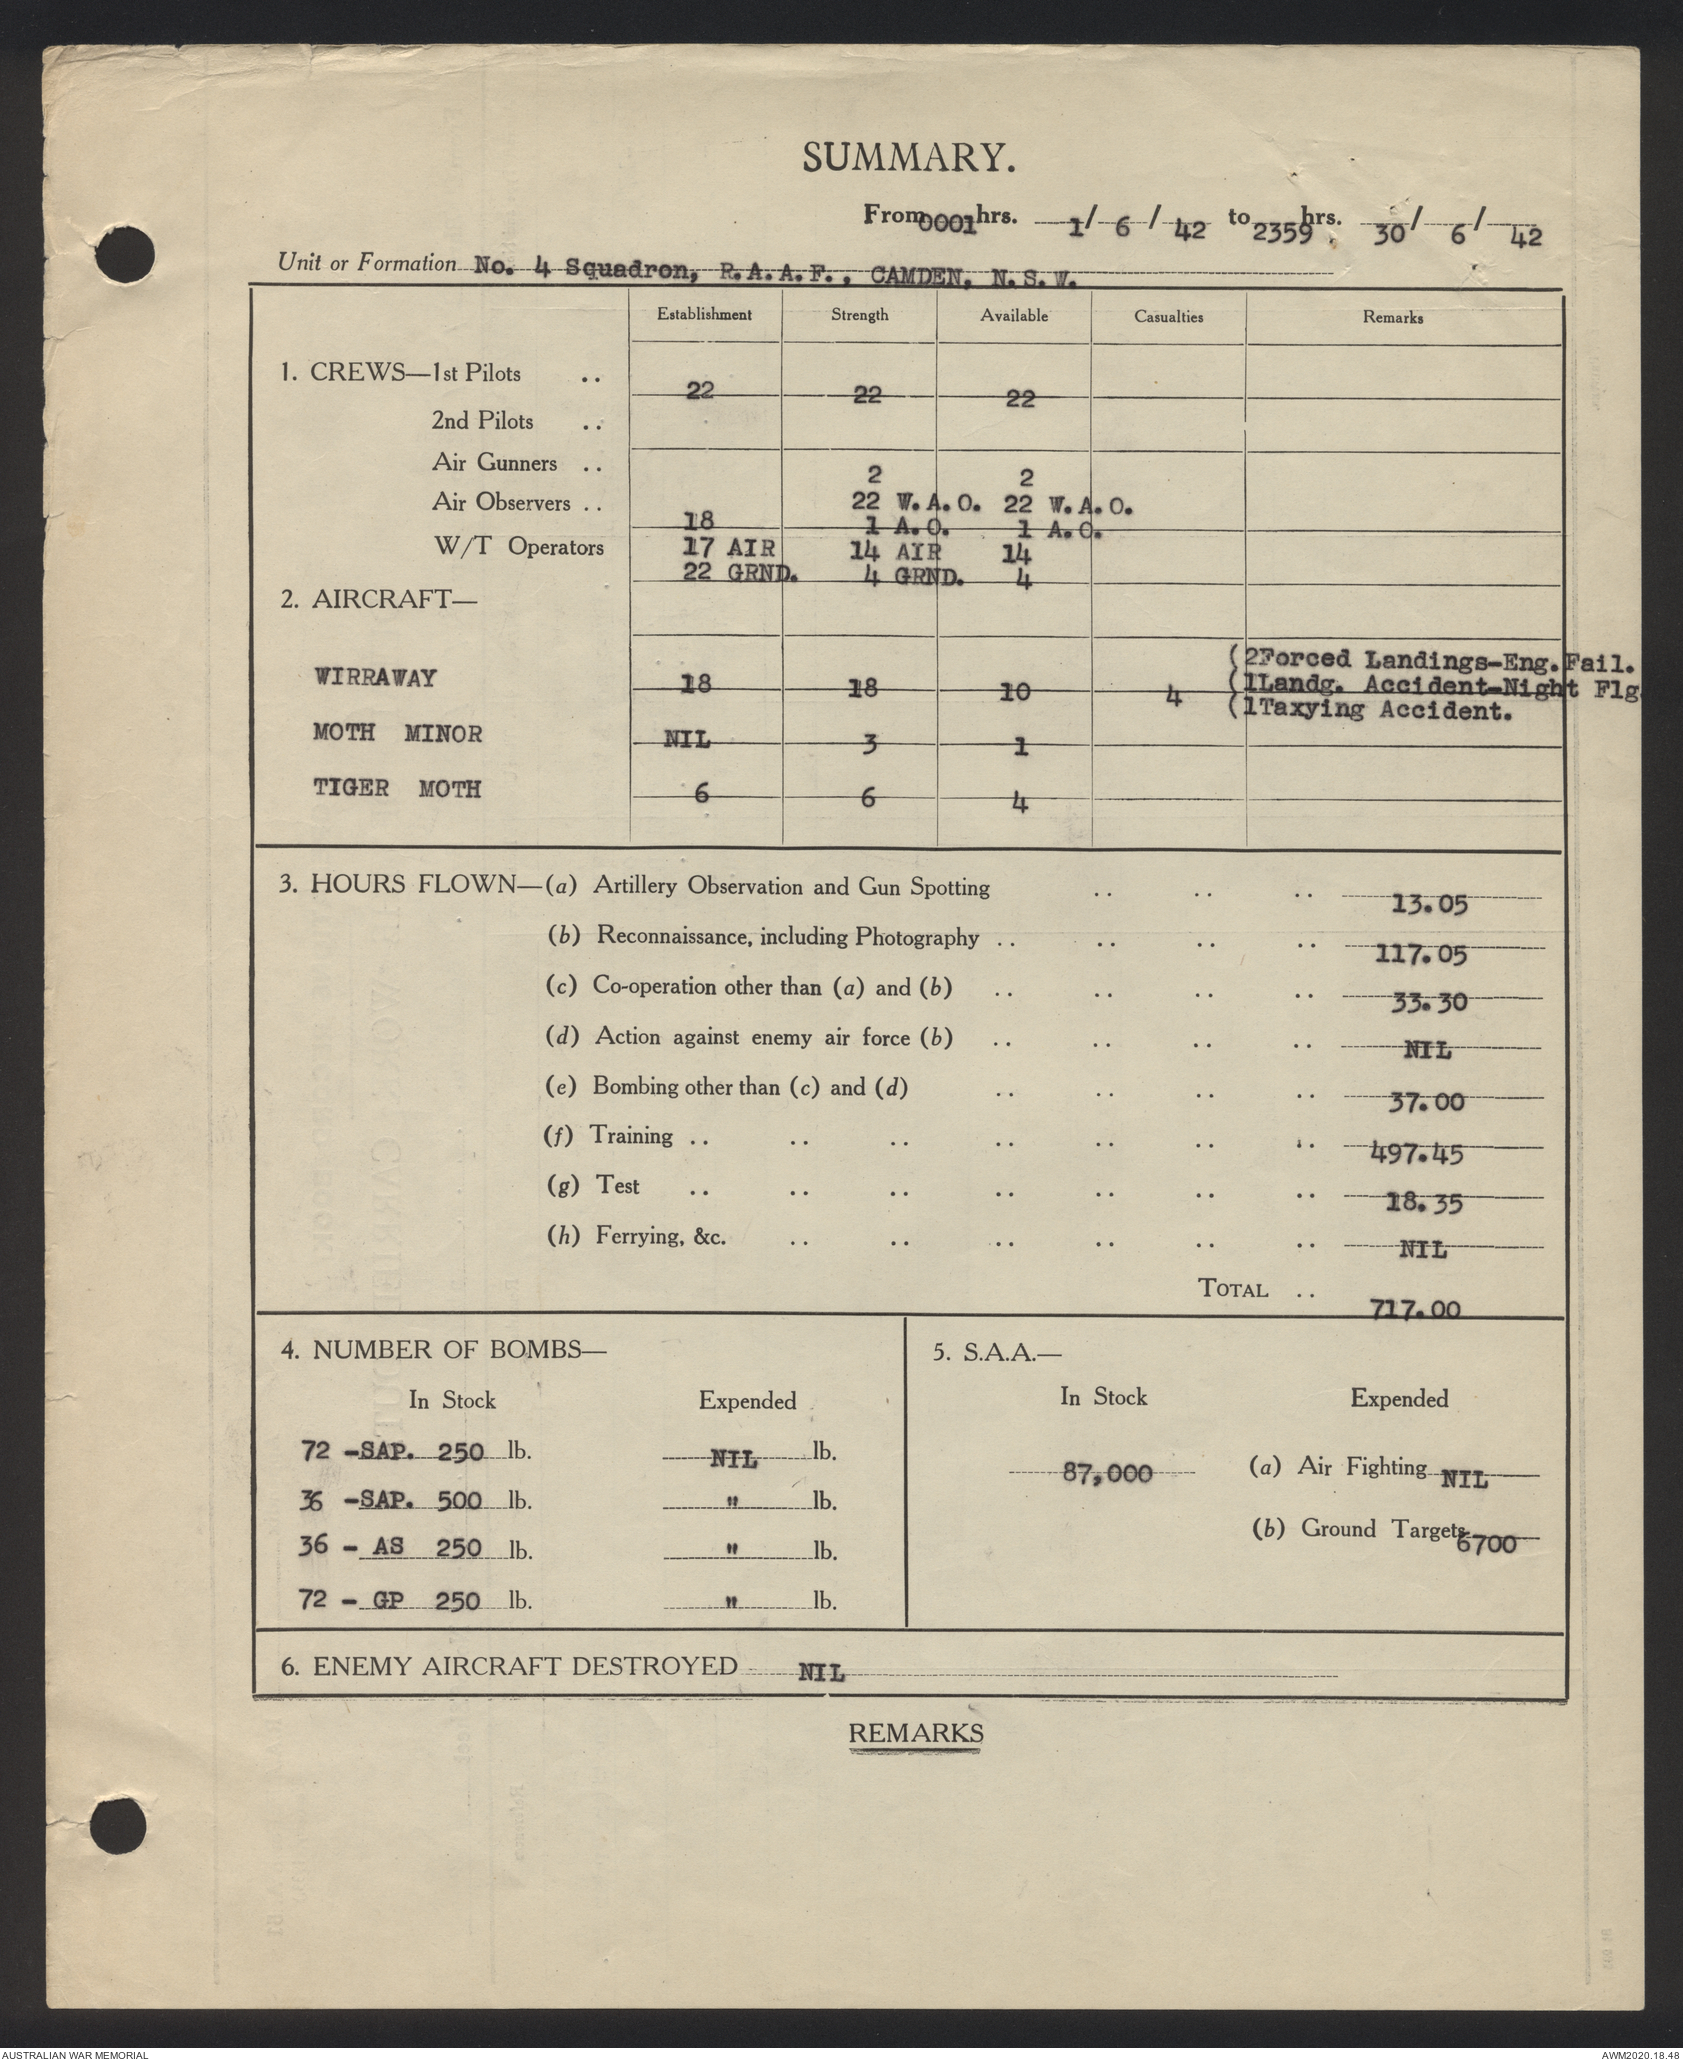 SUMMARY.
From 0001 hrs. 1/ 6 / 42 to 2359 hrs. 30/ 6/ 42
Unit or Formation No. 4 Squadron, R.A.A.F., CAMDEN, N.S.W.
Establishment Strength Available Casualties Remarks
1. CREWS—1st Pilots .. 22 22 22
2nd Pilots ..
Air Gunners .. 2 2
Air Observers .. 22 W.A.O. 22 W.A.O.
18 1 A.O. 1 A.O.
W/T Operators 17 AIR 14 AIR 14
22 GRND. 4 GRND. 4
2. AIRCRAFT—
(2Forced Landings-Eng.Fail.
WIRRAWAY 18 18 10 4 (1Landg. Accident-Night Flg
(1Taxying Accident.
MOTH MINOR NIL 3 1
TIGER MOTH 6 6 4
3. HOURS FLOWN—(a) Artillery Observation and Gun Spotting .. .. .. 13.05
(b) Reconnaissance, including Photography .. .. .. .. 117.05
(c) Co-operation other than (a) and (b) .. .. .. .. 33.30
(d) Action against enemy air force (b) .. .. .. .. NIL
(e) Bombing other than (c) and (d) .. .. .. .. 37.00
(f) Training .. .. .. .. .. .. .. 497.45
(g) Test .. .. .. .. .. .. .. 18.35
(h) Ferrying, &c. .. .. .. .. .. .. NIL
TOTAL .. 717.00
4. NUMBER OF BOMBS—
In Stock Expended
72 -SAP. 250 lb. NIL lb.
36 -SAP. 500 lb. " lb.
36 - AS 250 lb. " lb.
72 - GP 250 lb. " lb.
5. S.A.A.—
In Stock Expended
87,000 (a) Air Fighting NIL
(b) Ground Targets 6700
6. ENEMY AIRCRAFT DESTROYED NIL
REMARKS
AUSTRALIAN WAR MEMORIAL AWM2020.18.48